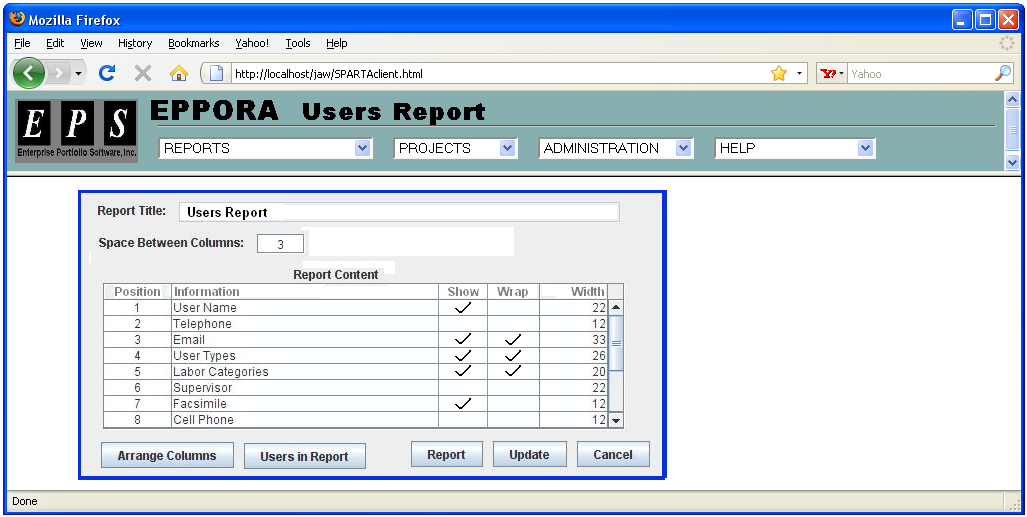 Mozilla Firefox
File Edit View History Bookmarks Yahoo! Tools Help
http://localhost/jaw/SPARTAclient.html Yahoo
EPS EPPORA Users Report
Enterprise Portfolio Software, Inc. REPORTS PROJECTS ADMINISTRATION HELP
Report Title: Users Report
Space Between Columns: 3
Report Content
Position Information Show Wrap Width
1 User Name ✓ 22
2 Telephone 12
3 Email ✓ ✓ 33
4 User Types ✓ ✓ 26
5 Labor Categories ✓ ✓ 20
6 Supervisor 22
7 Facsimile ✓ 12
8 Cell Phone 12
Arrange Columns Users in Report Report Update Cancel
Done